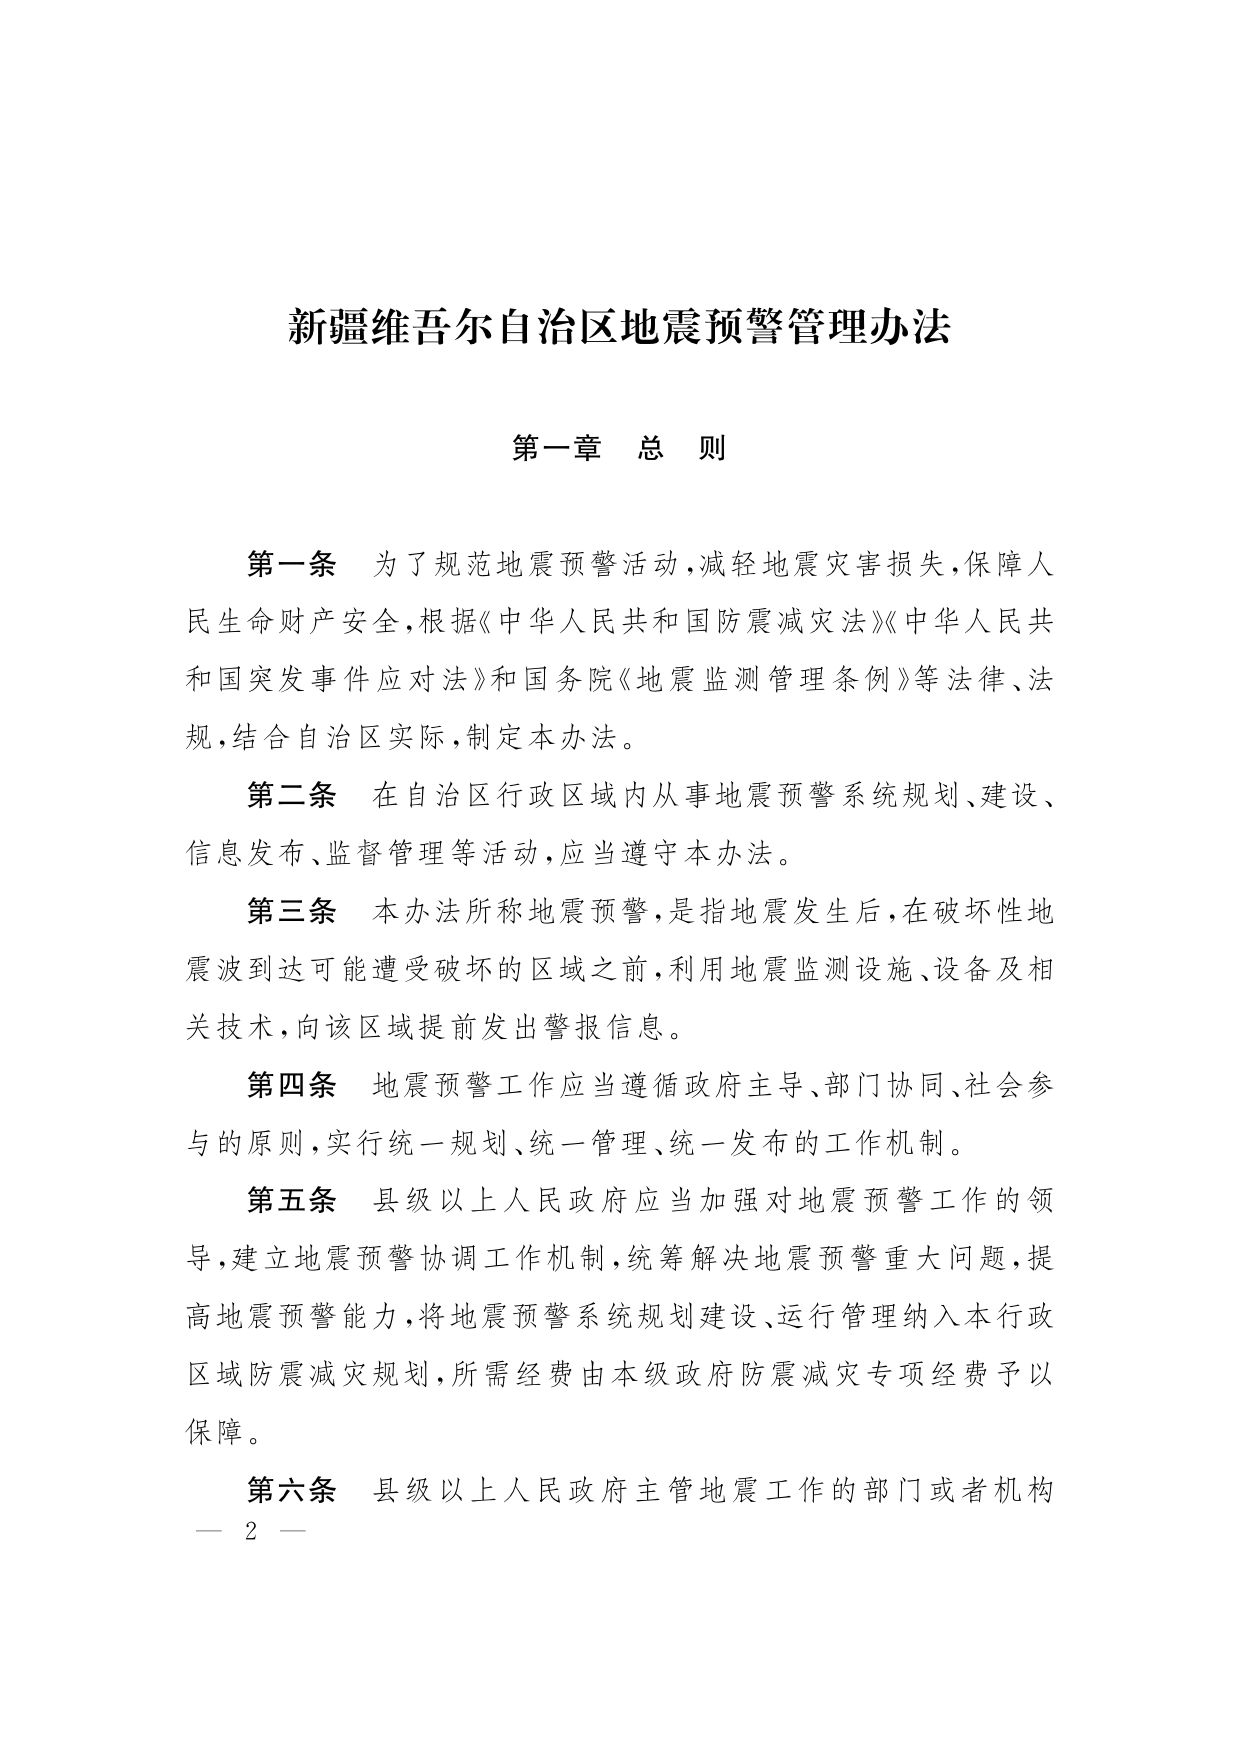 新疆维吾尔自治区地震预警管理办法
第一章　总　则
第一条　为了规范地震预警活动,减轻地震灾害损失,保障人
民生命财产安全,根据《中华人民共和国防震减灾法》《中华人民共
和国突发事件应对法》和国务院《地震监测管理条例》等法律、法
规,结合自治区实际,制定本办法。
第二条　在自治区行政区域内从事地震预警系统规划、建设、
信息发布、监督管理等活动,应当遵守本办法。
第三条　本办法所称地震预警,是指地震发生后,在破坏性地
震波到达可能遭受破坏的区域之前,利用地震监测设施、设备及相
关技术,向该区域提前发出警报信息。
第四条　地震预警工作应当遵循政府主导、部门协同、社会参
与的原则,实行统一规划、统一管理、统一发布的工作机制。
第五条　县级以上人民政府应当加强对地震预警工作的领
导,建立地震预警协调工作机制,统筹解决地震预警重大问题,提
高地震预警能力,将地震预警系统规划建设、运行管理纳入本行政
区域防震减灾规划,所需经费由本级政府防震减灾专项经费予以
保障。
第六条　县级以上人民政府主管地震工作的部门或者机构
— 2 —